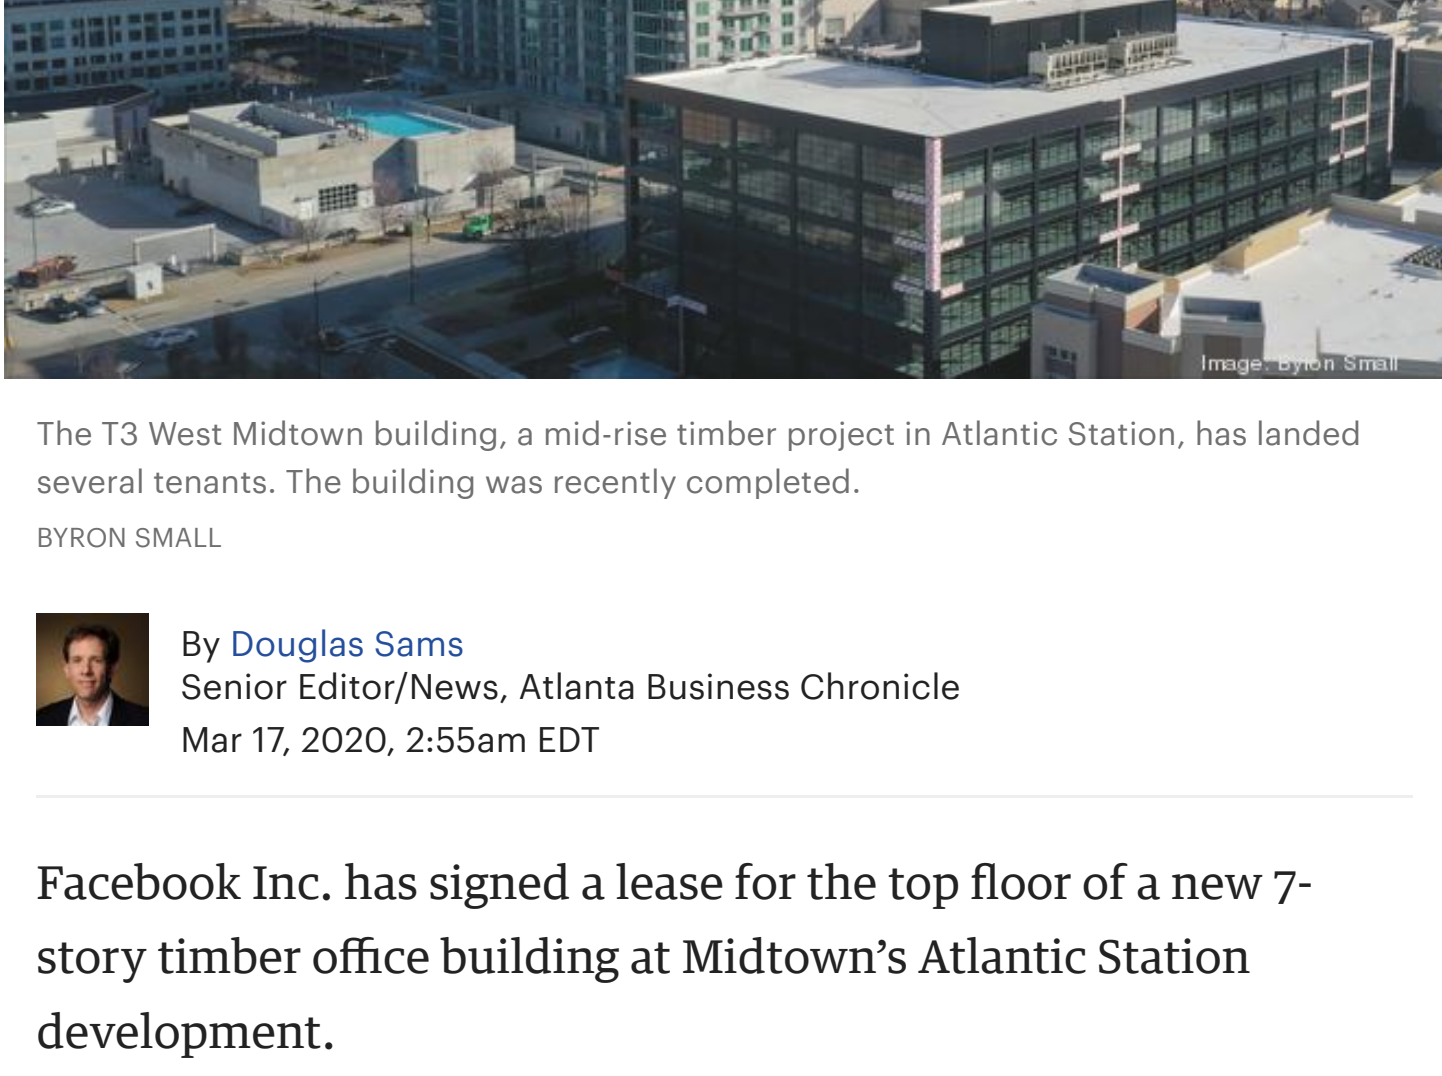 Image: Byron Small
The T3 West Midtown building, a mid-rise timber project in Atlantic Station, has landed
several tenants. The building was recently completed.
BYRON SMALL
By Douglas Sams
Senior Editor/News, Atlanta Business Chronicle
Mar 17, 2020, 2:55am EDT
Facebook Inc. has signed a lease for the top floor of a new 7-
story timber office building at Midtown’s Atlantic Station
development.